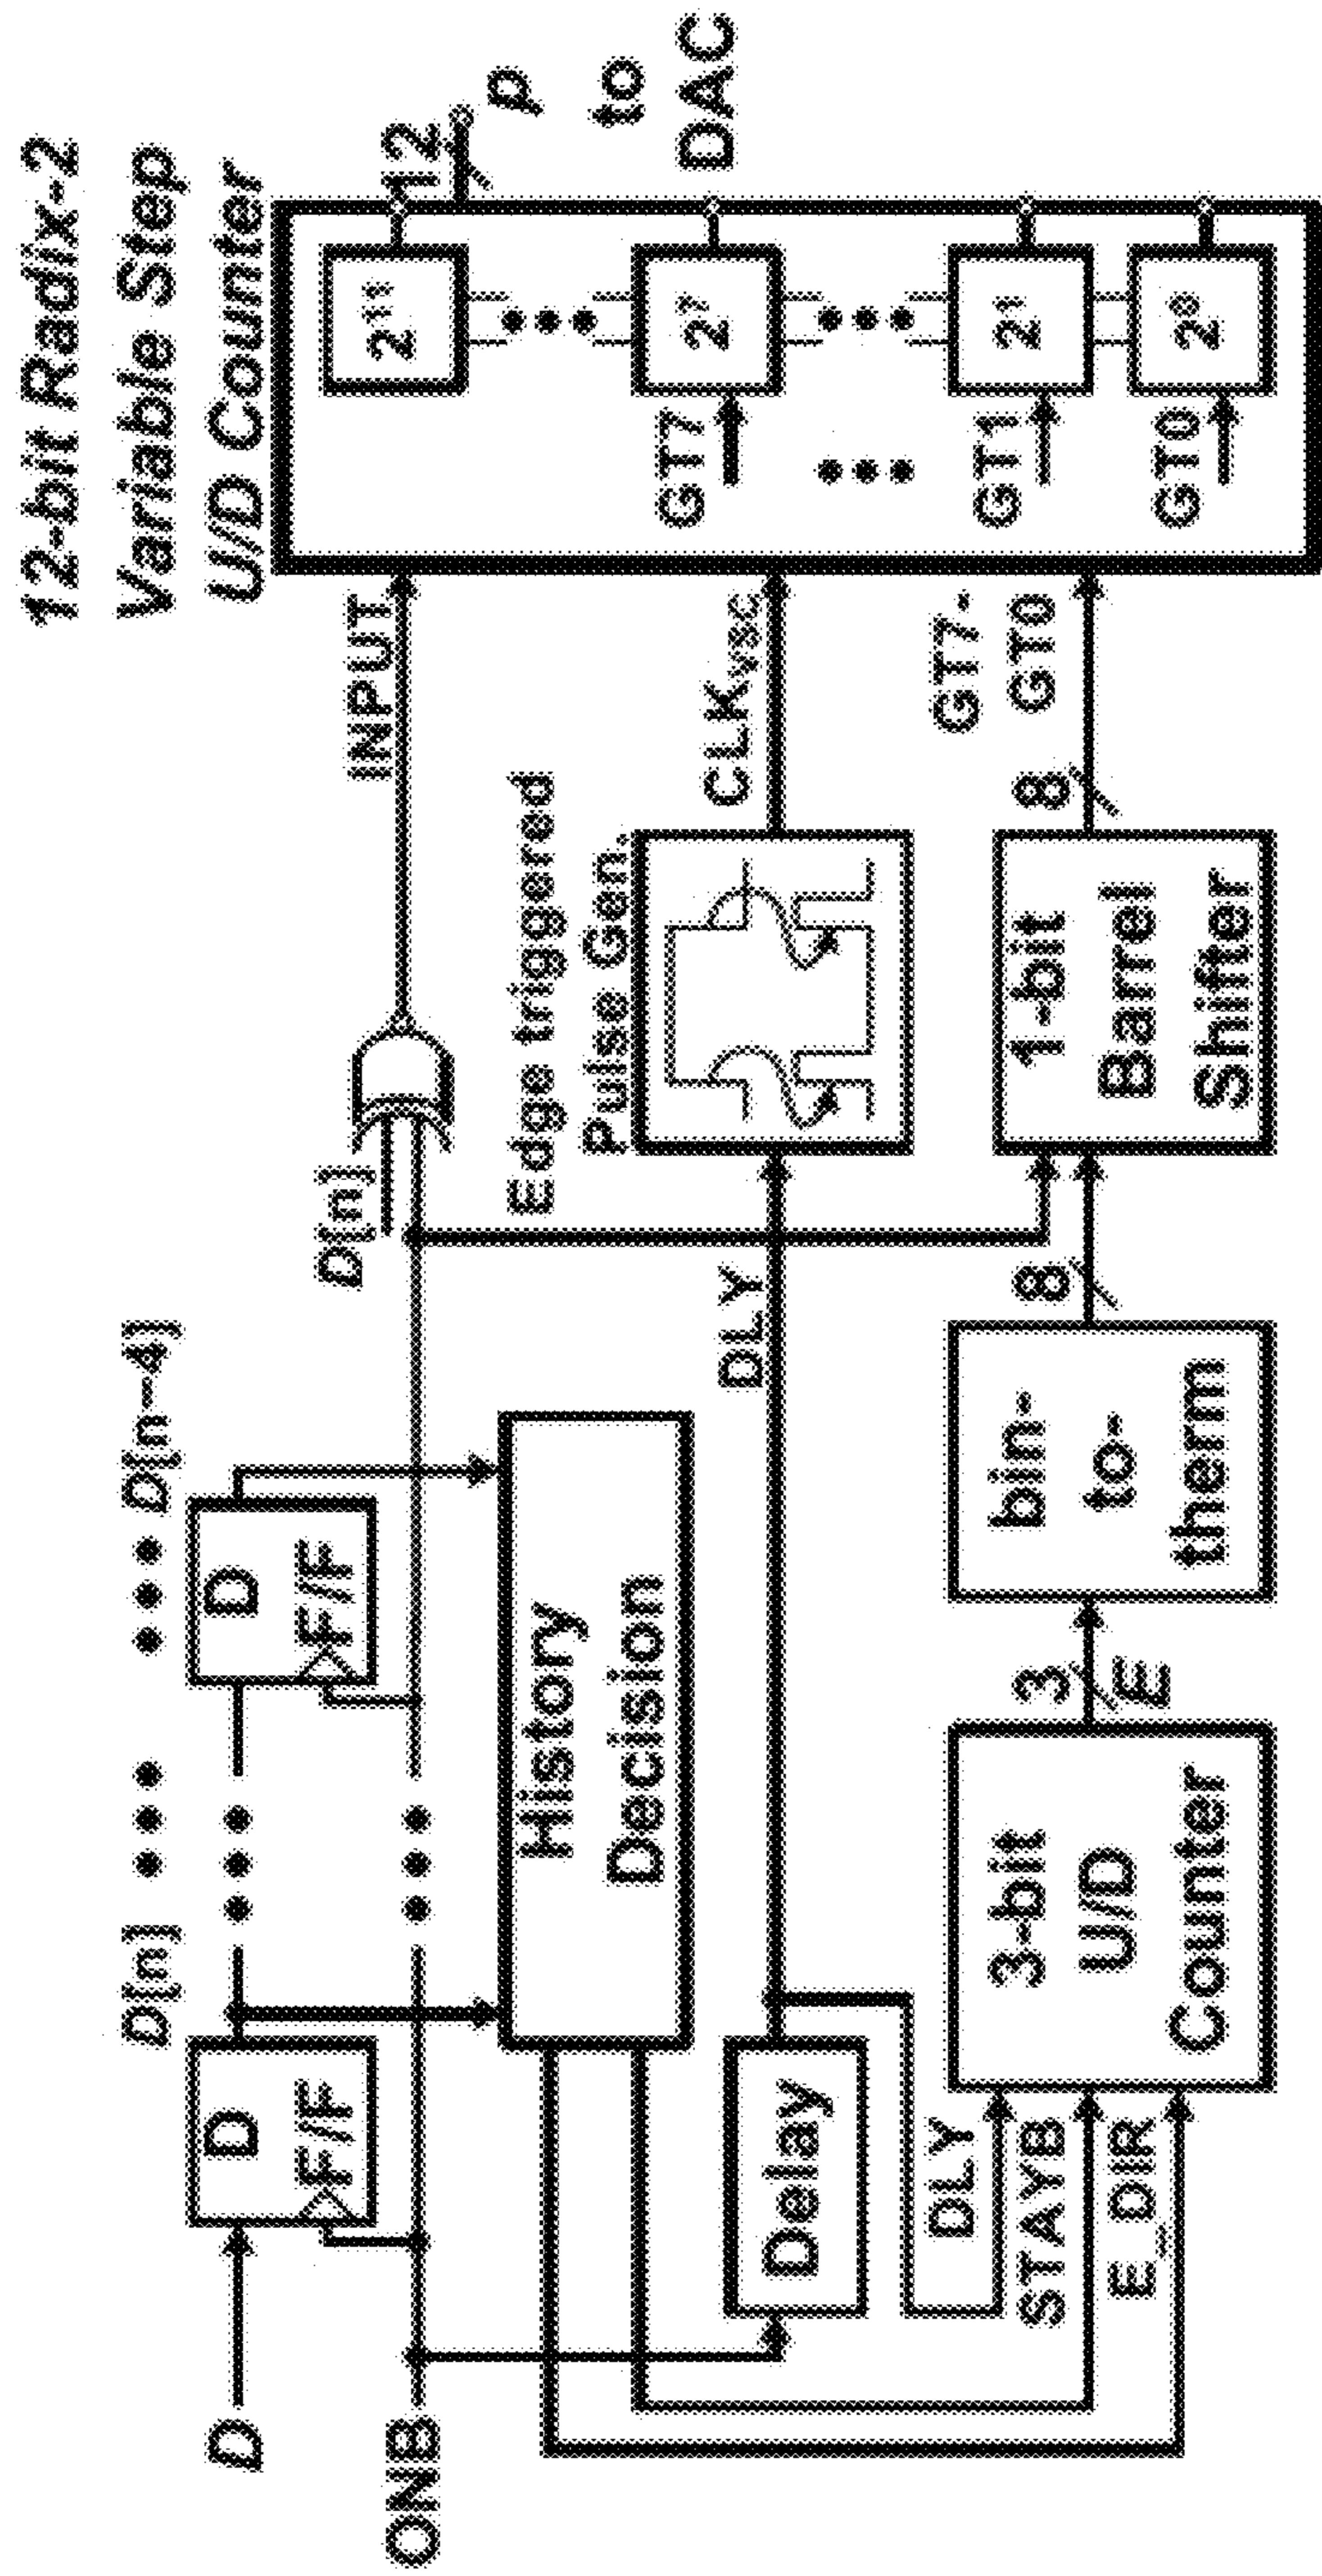 12-bit Radix-2
Variable Step
U/D Counter
D[n]
D[n-4]
D
D
F/F
D
F/F
ONB
History
Decision
D[n]
INPUT
Edge triggered
Pulse Gen.
Delay
DLY
CLKVSC
DLY
STAYB
E_DIR
3-bit
U/D
Counter
3
E
bin-
to-
therm
8
1-bit
Barrel
Shifter
8
GT7-
GT0
2¹¹
GT7
2⁷
GT1
2¹
GT0
2⁰
12
p
to
DAC